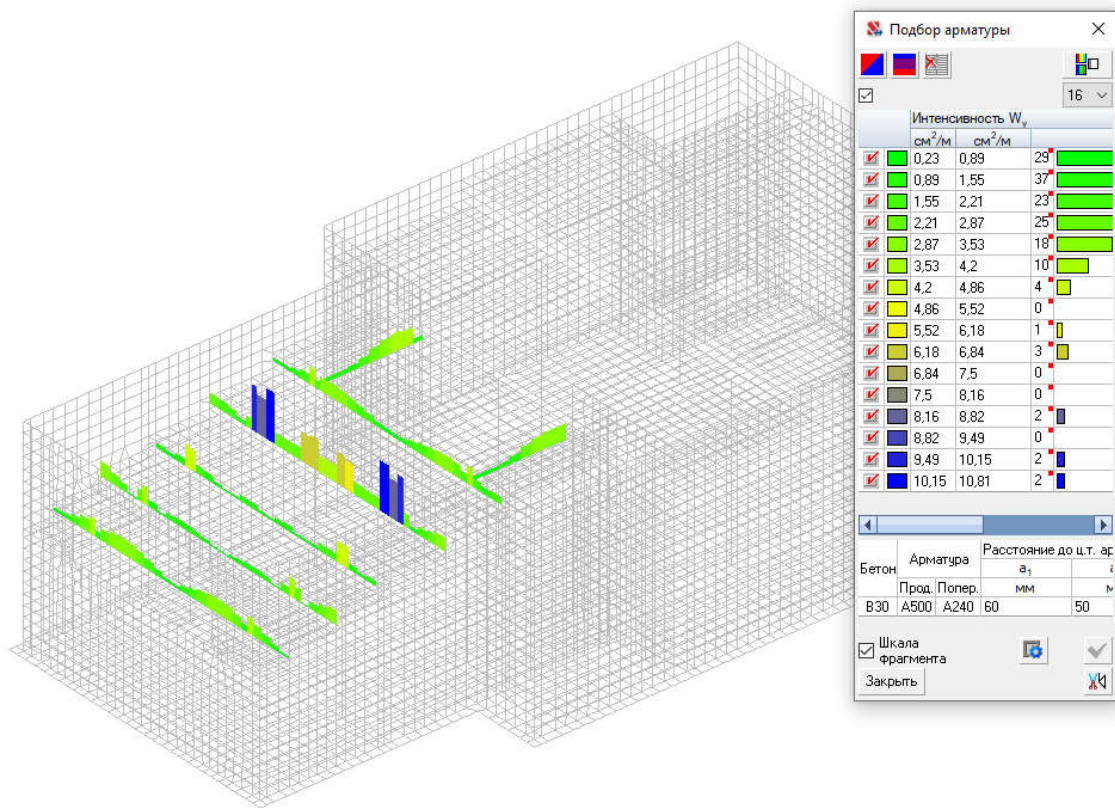 Подбор арматуры
16
Интенсивность Wy
см²/м см²/м
0,23 0,89 29
0,89 1,55 37
1,55 2,21 23
2,21 2,87 25
2,87 3,53 18
3,53 4,2 10
4,2 4,86 4
4,86 5,52 0
5,52 6,18 1
6,18 6,84 3
6,84 7,5 0
7,5 8,16 0
8,16 8,82 2
8,82 9,49 0
9,49 10,15 2
10,15 10,81 2
Бетон Арматура Расстояние до ц.т. ар
a₁
Прод. Попер. мм
B30 A500 A240 60 50
Шкала
фрагмента
Закрыть